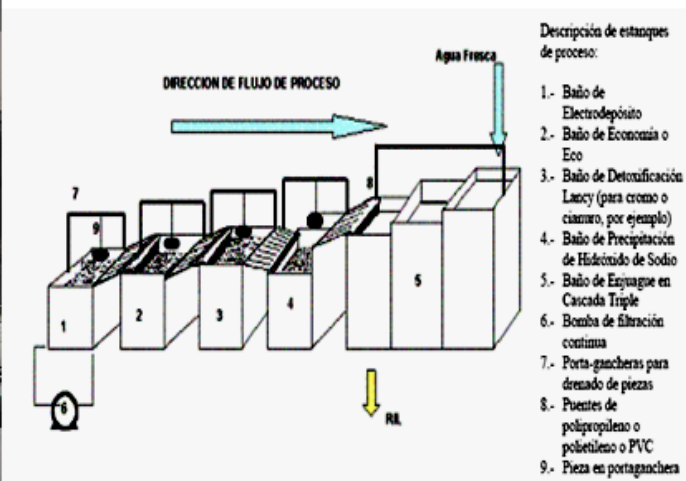 Agua Fresca
DIRECCION DE FLUJO DE PROCESO
7
8
9
1
2
3
4
5
6
RIL
Descripción de estanques
de proceso:
1.- Baño de
Electrodepósito
2.- Baño de Economía o
Eco
3.- Baño de Detoxificación
Lancy (para cromo o
cianuro, por ejemplo)
4.- Baño de Precipitación
de Hidróxido de Sodio
5.- Baño de Enjuague en
Cascada Triple
6.- Bomba de filtración
continua
7.- Porta-gancheras para
drenado de piezas
8.- Puentes de
polipropileno o
polietileno o PVC
9.- Pieza en portaganchera